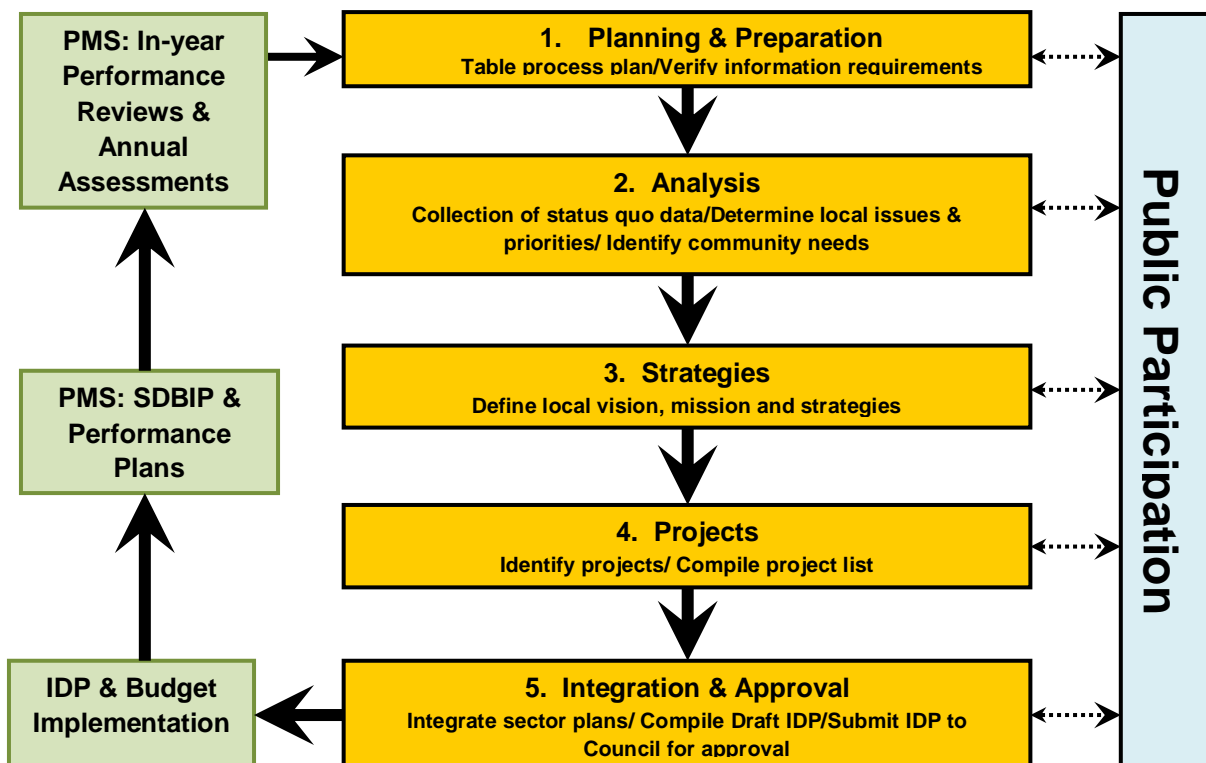 PMS: In-year
Performance
Reviews &
Annual
Assessments
PMS: SDBIP &
Performance
Plans
IDP & Budget
Implementation
1. Planning & Preparation
Table process plan/Verify information requirements
2. Analysis
Collection of status quo data/Determine local issues &
priorities/ Identify community needs
3. Strategies
Define local vision, mission and strategies
4. Projects
Identify projects/ Compile project list
5. Integration & Approval
Integrate sector plans/ Compile Draft IDP/Submit IDP to
Council for approval
Public Participation